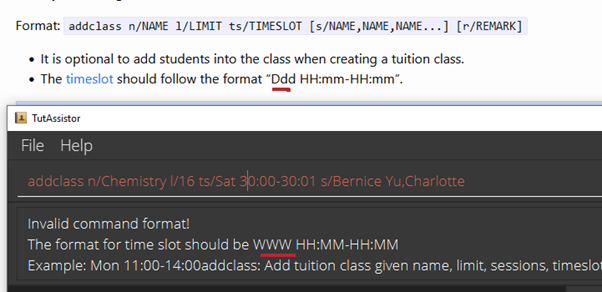 Format: addclass n/NAME l/LIMIT ts/TIMESLOT [s/NAME,NAME,NAME...] [r/REMARK]
• It is optional to add students into the class when creating a tuition class.
• The timeslot should follow the format “Ddd HH:mm-HH:mm”.
TutAssistor
File Help
addclass n/Chemistry l/16 ts/Sat 30:00-30:01 s/Bernice Yu,Charlotte
Invalid command format!
The format for time slot should be WWW HH:MM-HH:MM
Example: Mon 11:00-14:00addclass: Add tuition class given name, limit, sessions, timeslot